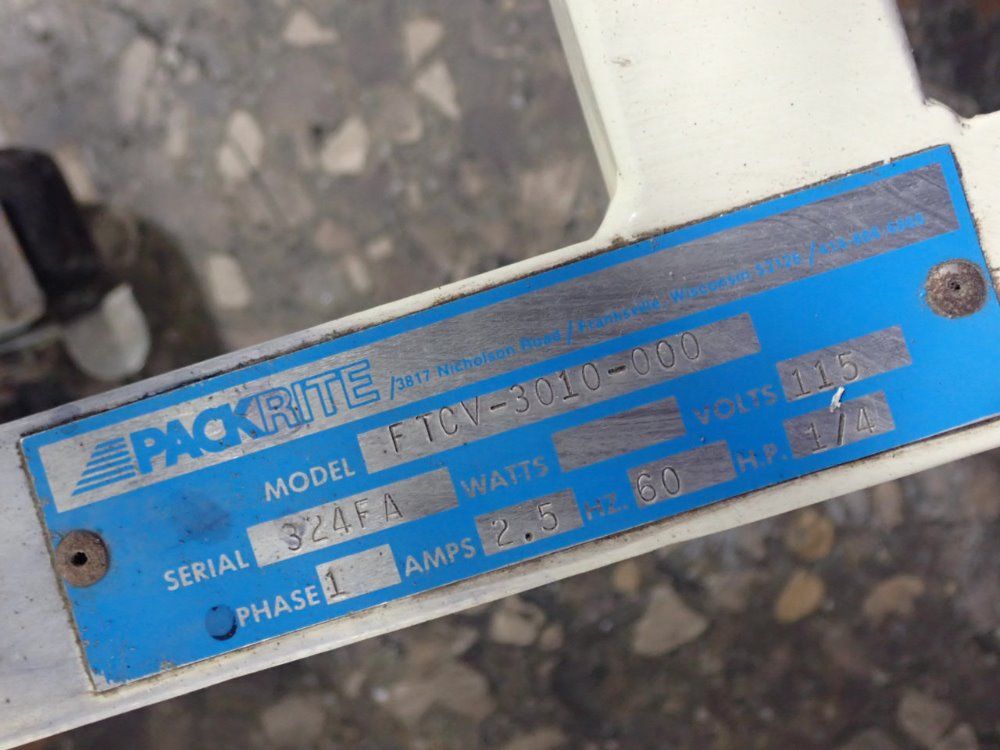 PACKRITE /3817 Nicholson Road / Franksville, Wisconsin 53126 /
MODEL FTCV-3010-000
SERIAL 324FA WATTS VOLTS 115
PHASE 1 AMPS 2.5 HZ. 60 H.P. 1/4